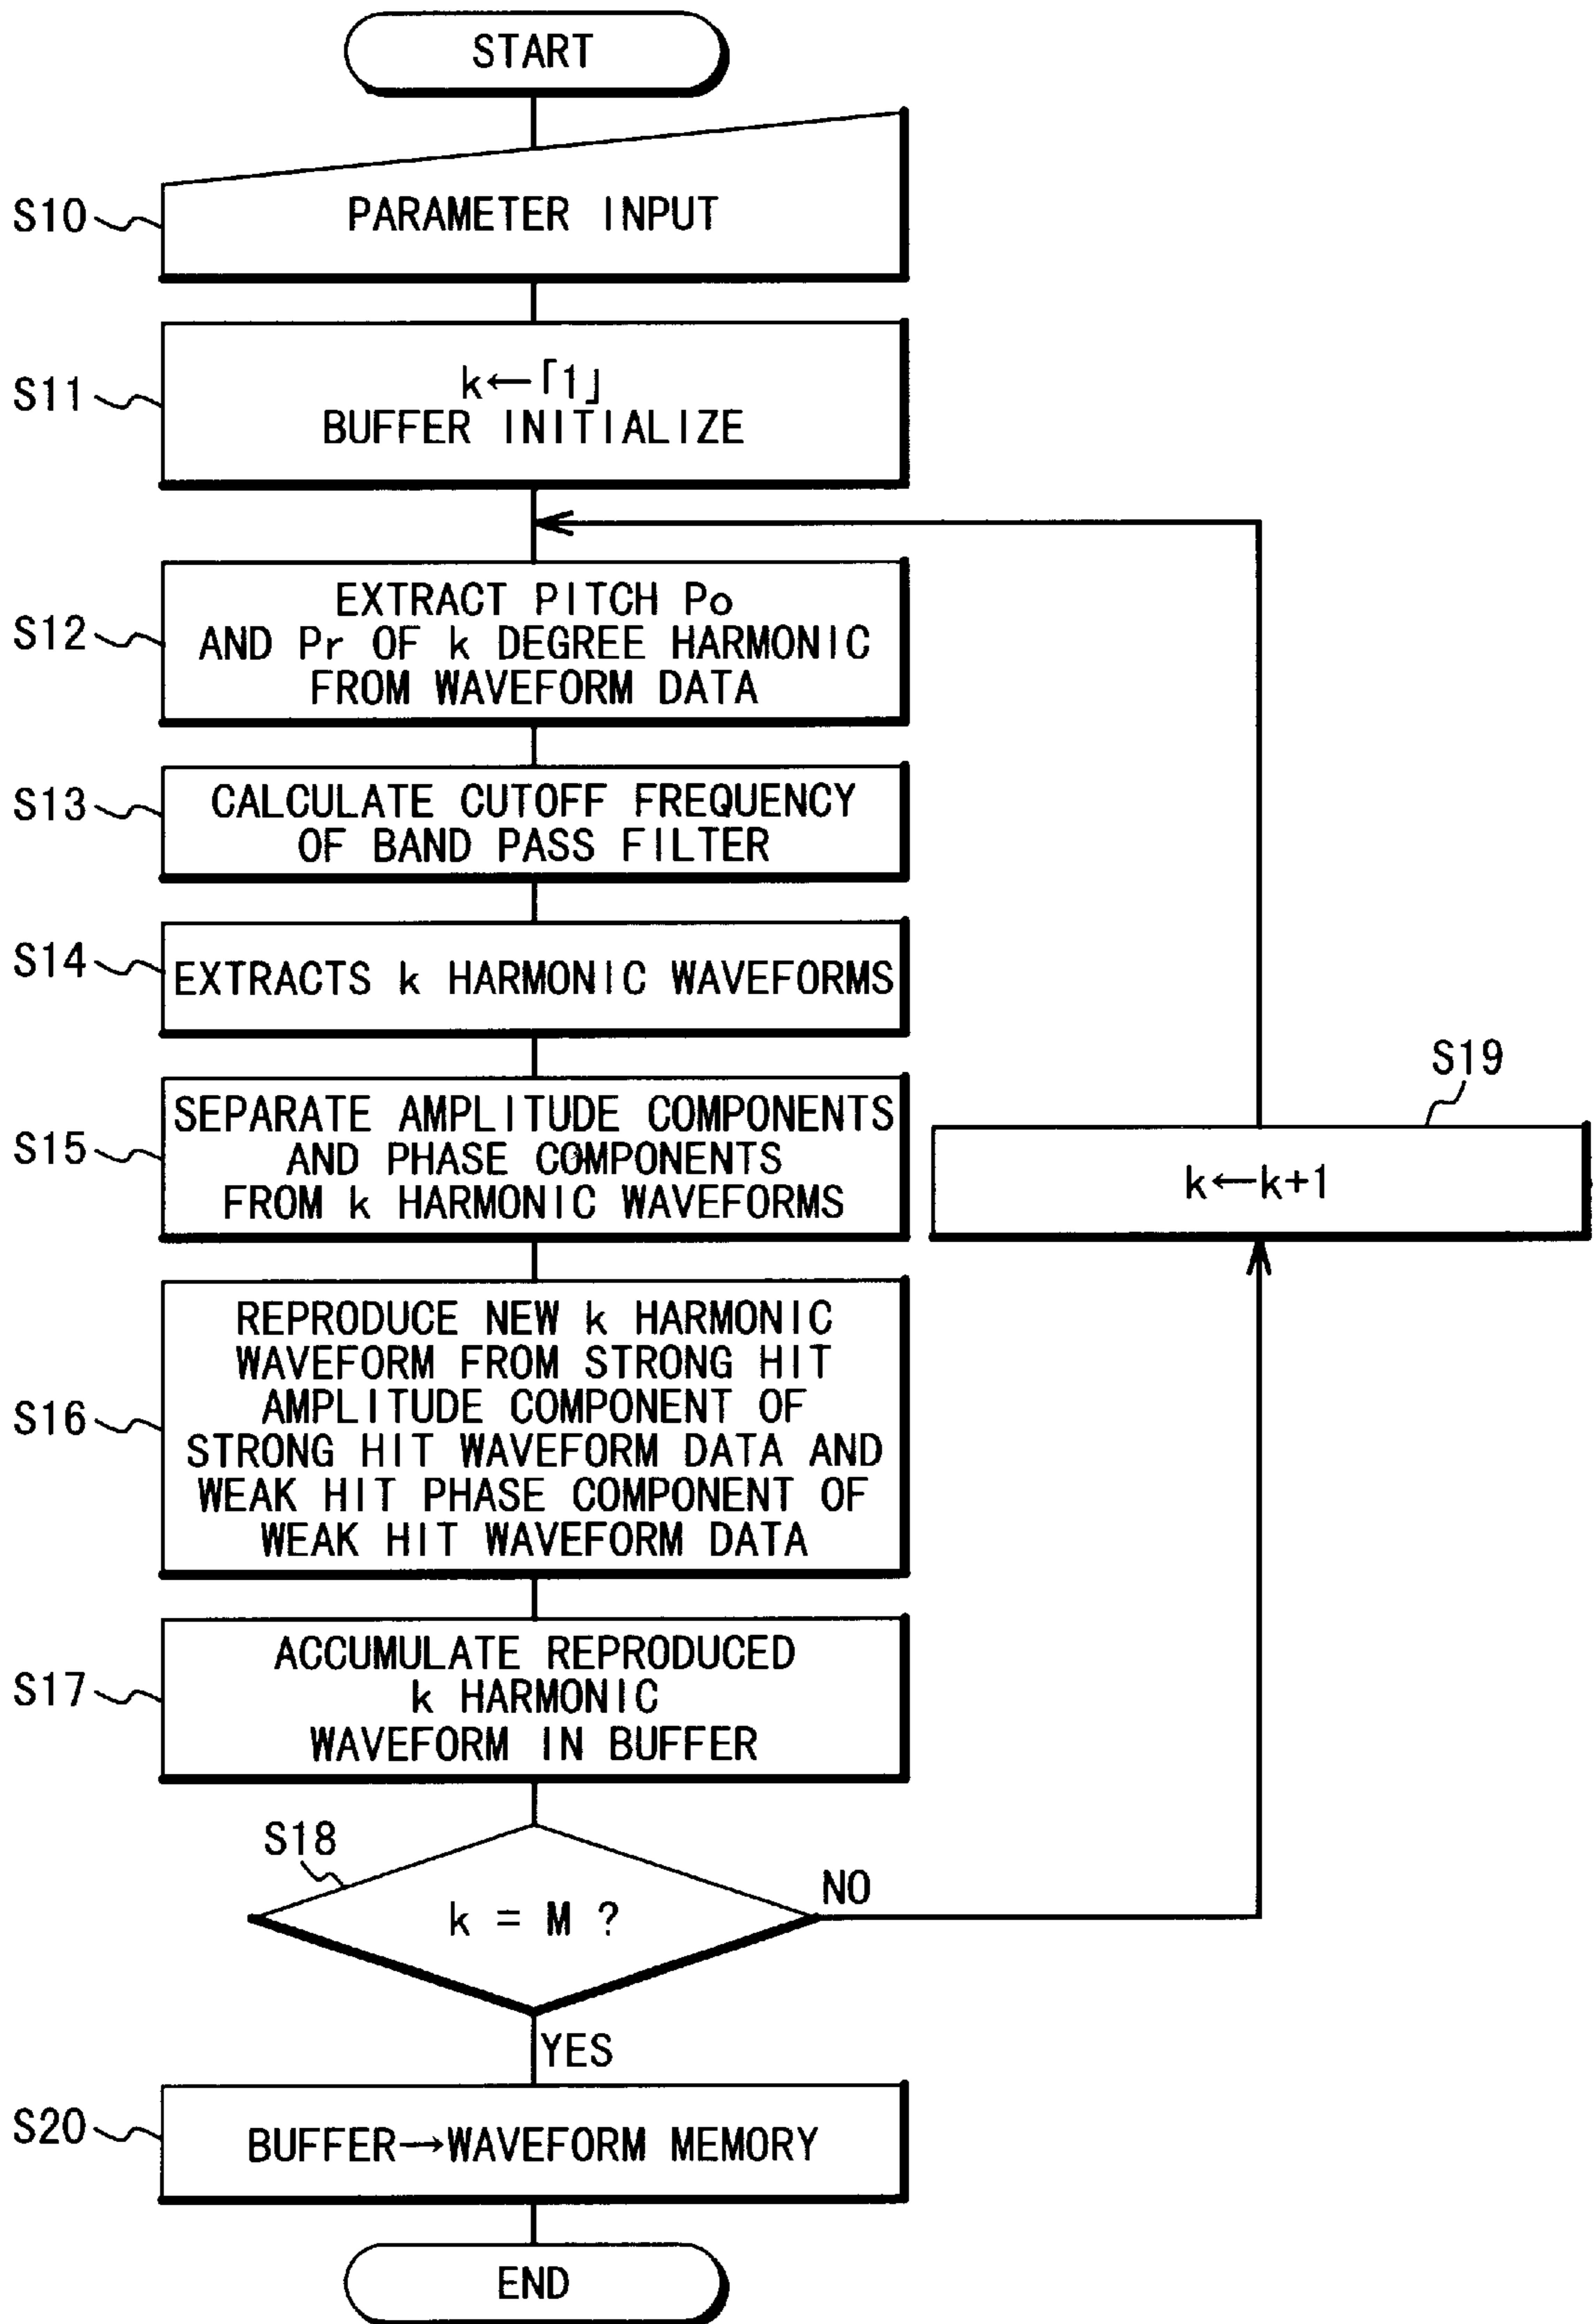 START
S10
PARAMETER INPUT
S11
k←「1」
BUFFER INITIALIZE
S12
EXTRACT PITCH Po
AND Pr OF k DEGREE HARMONIC
FROM WAVEFORM DATA
S13
CALCULATE CUTOFF FREQUENCY
OF BAND PASS FILTER
S14
EXTRACTS k HARMONIC WAVEFORMS
S15
SEPARATE AMPLITUDE COMPONENTS
AND PHASE COMPONENTS
FROM k HARMONIC WAVEFORMS
S19
k←k+1
S16
REPRODUCE NEW k HARMONIC
WAVEFORM FROM STRONG HIT
AMPLITUDE COMPONENT OF
STRONG HIT WAVEFORM DATA AND
WEAK HIT PHASE COMPONENT OF
WEAK HIT WAVEFORM DATA
S17
ACCUMULATE REPRODUCED
k HARMONIC
WAVEFORM IN BUFFER
S18
k = M ?
NO
YES
S20
BUFFER→WAVEFORM MEMORY
END